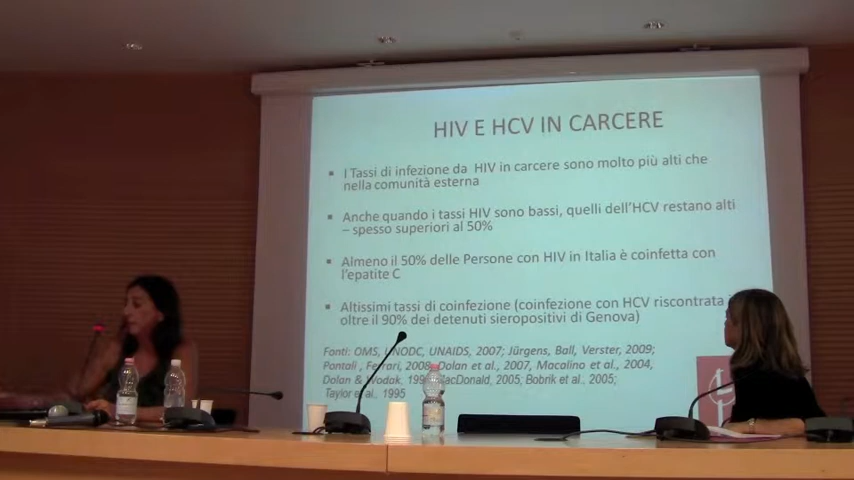 HIV E HCV IN CARCERE
▪ I Tassi di infezione da HIV in carcere sono molto più alti che
nella comunità esterna
▪ Anche quando i tassi HIV sono bassi, quelli dell'HCV restano alti
– spesso superiori al 50%
▪ Almeno il 50% delle Persone con HIV in Italia è coinfetta con
l'epatite C
▪ Altissimi tassi di coinfezione (coinfezione con HCV riscontrata
oltre il 90% dei detenuti sieropositivi di Genova)
Fonti: OMS, UNODC, UNAIDS, 2007; Jürgens, Ball, Verster, 2009;
Pontali, Ferrari, 2008; Dolan et al., 2007, Macalino et al., 2004,
Dolan & Wodak, MacDonald, 2005; Bobrik et al., 2005;
Taylor et al., 1995